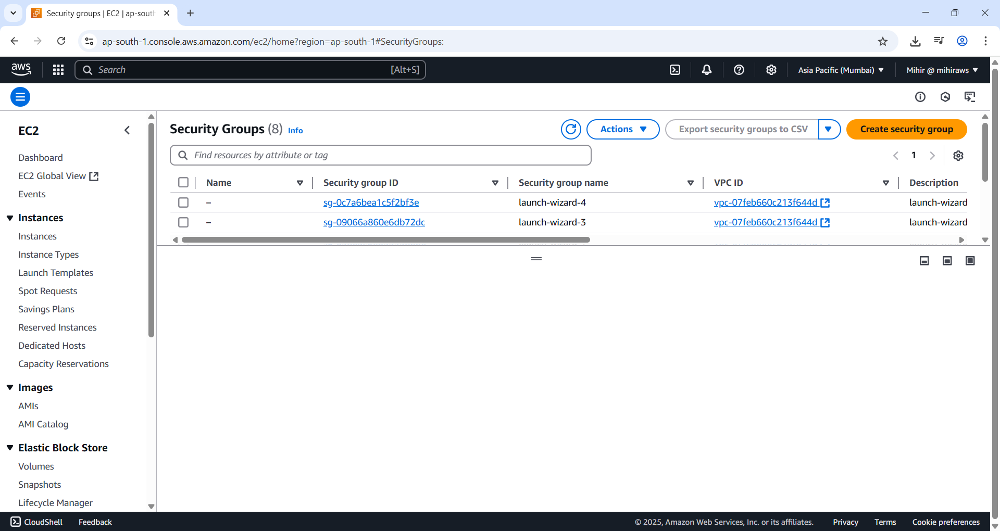 Security groups | EC2 | ap-south
ap-south-1.console.aws.amazon.com/ec2/home?region=ap-south-1#SecurityGroups:
aws
Search
[Alt+S]
Asia Pacific (Mumbai)
Mihir @ mihiraws
EC2
Dashboard
EC2 Global View
Events
Instances
Instances
Instance Types
Launch Templates
Spot Requests
Savings Plans
Reserved Instances
Dedicated Hosts
Capacity Reservations
Images
AMIs
AMI Catalog
Elastic Block Store
Volumes
Snapshots
Lifecycle Manager
Security Groups (8) Info
Actions
Export security groups to CSV
Create security group
Find resources by attribute or tag
1
Name Security group ID Security group name VPC ID Description
– sg-0c7a6bea1c5f2bf3e launch-wizard-4 vpc-07feb660c213f644d launch-wizard
– sg-09066a860e6db72dc launch-wizard-3 vpc-07feb660c213f644d launch-wizard
CloudShell Feedback © 2025, Amazon Web Services, Inc. or its affiliates. Privacy Terms Cookie preferences